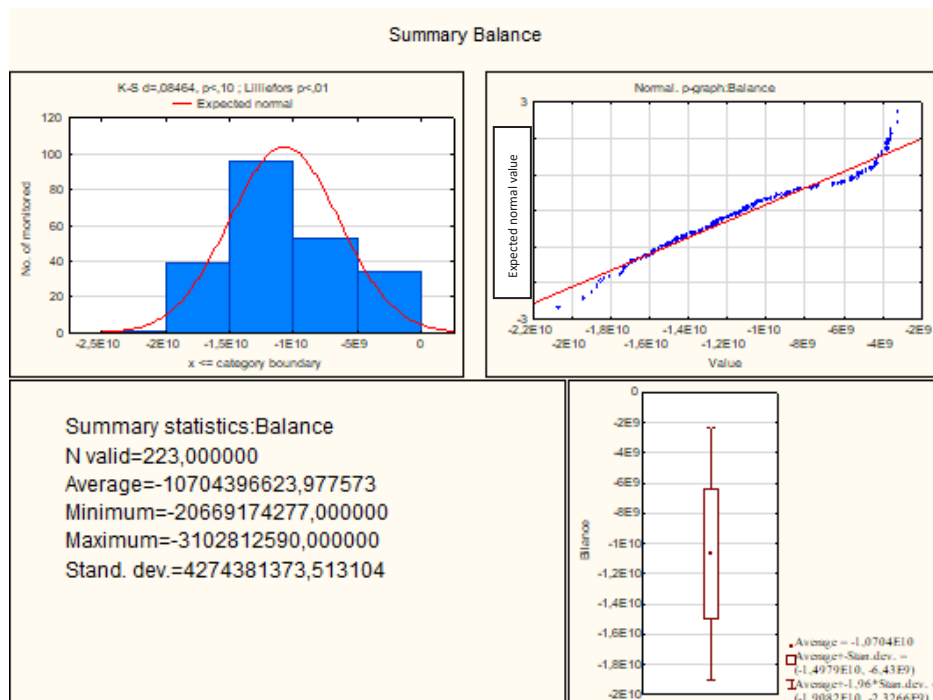 Summary Balance
K-S d=,08464, p<,10 ; Lilliefors p<,01
Expected normal
120
100
80
60
40
20
0
No. of monitored
-2,5E10 -2E10 -1,5E10 -1E10 -5E9 0
x <= category boundary
Normal. p-graph:Balance
3
Expected normal value
-3
-2,2E10 -1,8E10 -1,4E10 -1E10 -6E9 -2E9
-2E10 -1,6E10 -1,2E10 -8E9 -4E9
Value
Summary statistics:Balance
N valid=223,000000
Average=-10704396623,977573
Minimum=-20669174277,000000
Maximum=-3102812590,000000
Stand. dev.=4274381373,513104
0
-2E9
-4E9
-6E9
-8E9
-1E10
-1,2E10
-1,4E10
-1,6E10
-1,8E10
-2E10
Bilance
Average = -1,0704E10
Average+-Stan.dev. =
(-1,4979E10, -6,43E9)
Average+-1,96*Stan.dev. =
(-1,9082E10, -2,3266E9)